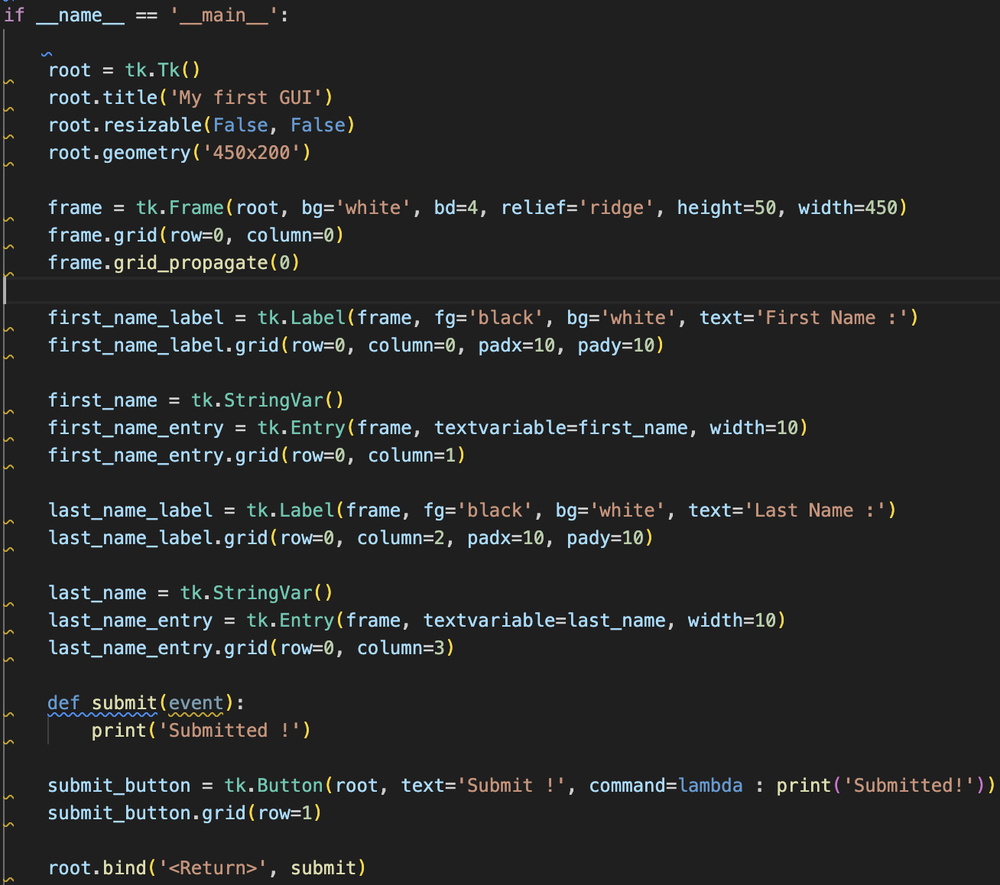 if __name__ == '__main__':
root = tk.Tk()
root.title('My first GUI')
root.resizable(False, False)
root.geometry('450x200')
frame = tk.Frame(root, bg='white', bd=4, relief='ridge', height=50, width=450)
frame.grid(row=0, column=0)
frame.grid_propagate(0)
first_name_label = tk.Label(frame, fg='black', bg='white', text='First Name :')
first_name_label.grid(row=0, column=0, padx=10, pady=10)
first_name = tk.StringVar()
first_name_entry = tk.Entry(frame, textvariable=first_name, width=10)
first_name_entry.grid(row=0, column=1)
last_name_label = tk.Label(frame, fg='black', bg='white', text='Last Name :')
last_name_label.grid(row=0, column=2, padx=10, pady=10)
last_name = tk.StringVar()
last_name_entry = tk.Entry(frame, textvariable=last_name, width=10)
last_name_entry.grid(row=0, column=3)
def submit(event):
print('Submitted !')
submit_button = tk.Button(root, text='Submit !', command=lambda : print('Submitted!'))
submit_button.grid(row=1)
root.bind('<Return>', submit)